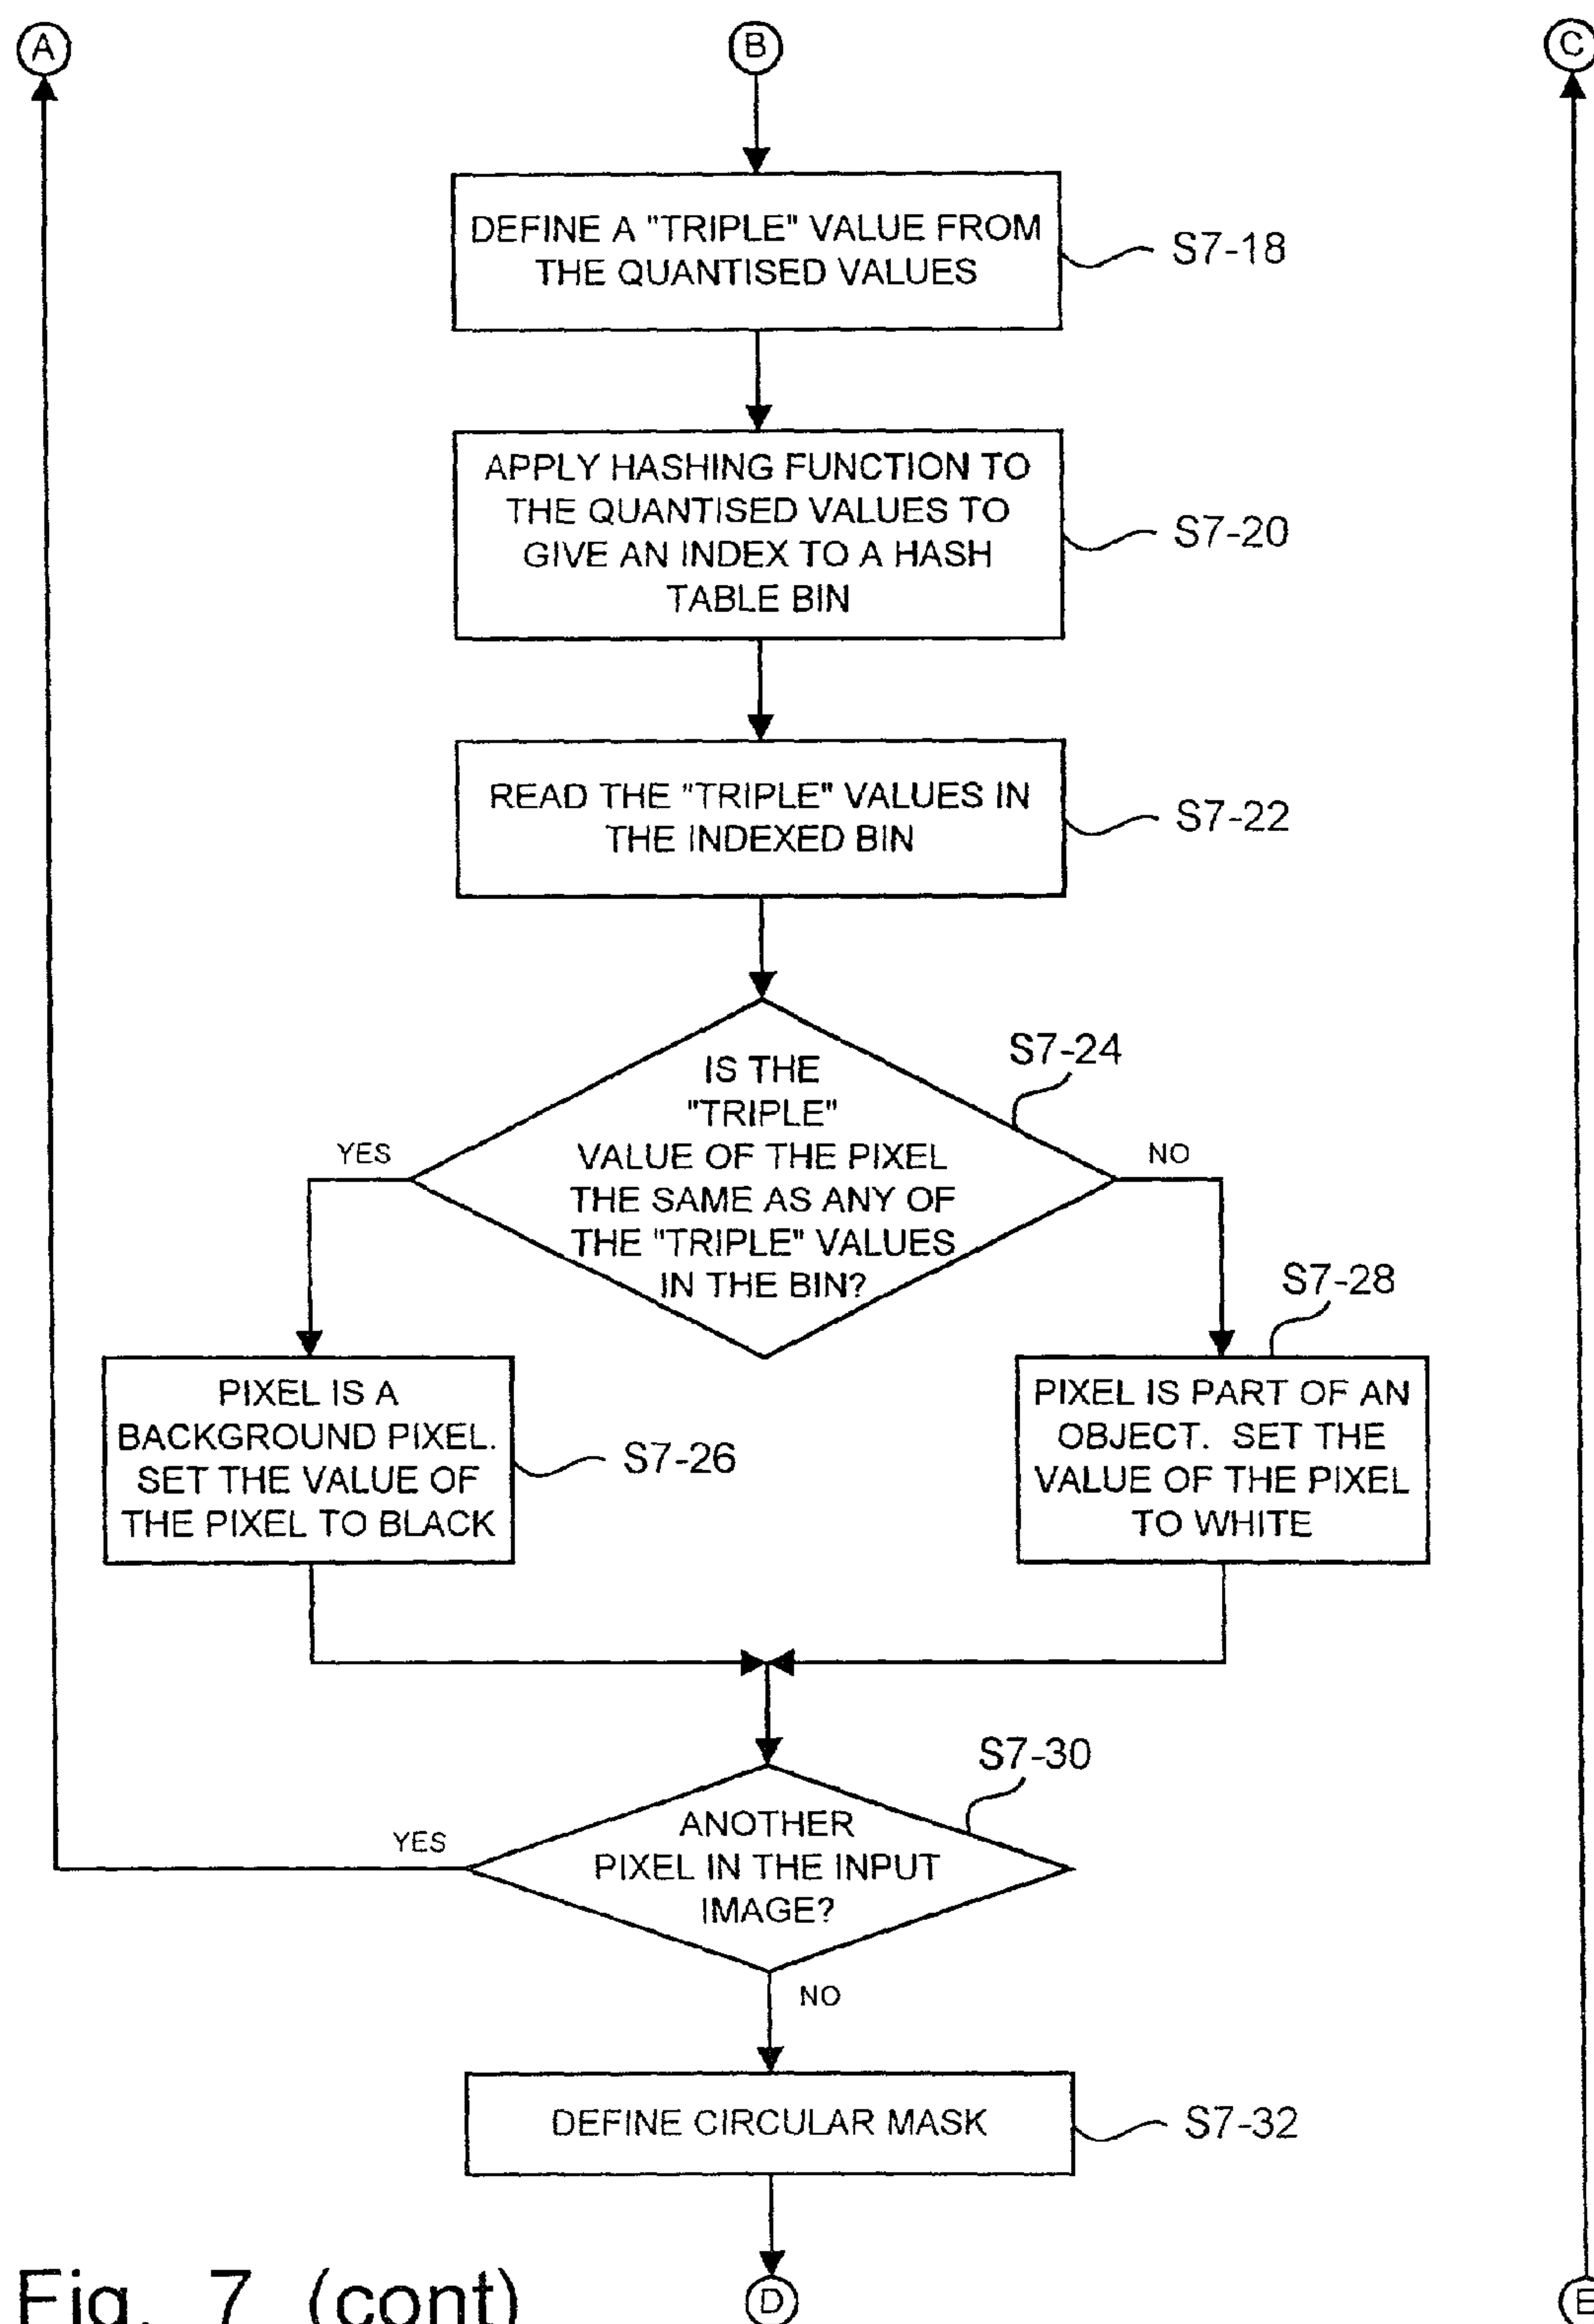 A
B
C
DEFINE A "TRIPLE" VALUE FROM
THE QUANTISED VALUES
S7-18
APPLY HASHING FUNCTION TO
THE QUANTISED VALUES TO
GIVE AN INDEX TO A HASH
TABLE BIN
S7-20
READ THE "TRIPLE" VALUES IN
THE INDEXED BIN
S7-22
IS THE
"TRIPLE"
VALUE OF THE PIXEL
THE SAME AS ANY OF
THE "TRIPLE" VALUES
IN THE BIN?
S7-24
YES
NO
PIXEL IS A
BACKGROUND PIXEL.
SET THE VALUE OF
THE PIXEL TO BLACK
S7-26
S7-28
PIXEL IS PART OF AN
OBJECT. SET THE
VALUE OF THE PIXEL
TO WHITE
S7-30
ANOTHER
PIXEL IN THE INPUT
IMAGE?
YES
NO
DEFINE CIRCULAR MASK
S7-32
Fig. 7 (cont)
D
E